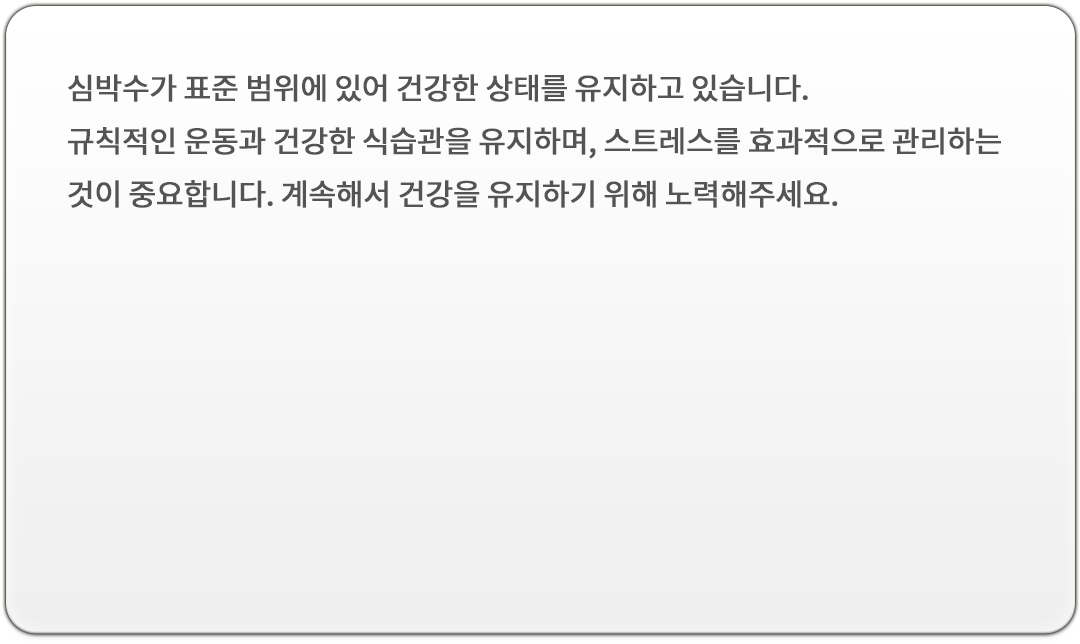 심박수가 표준 범위에 있어 건강한 상태를 유지하고 있습니다.
규칙적인 운동과 건강한 식습관을 유지하며, 스트레스를 효과적으로 관리하는
것이 중요합니다. 계속해서 건강을 유지하기 위해 노력해주세요.